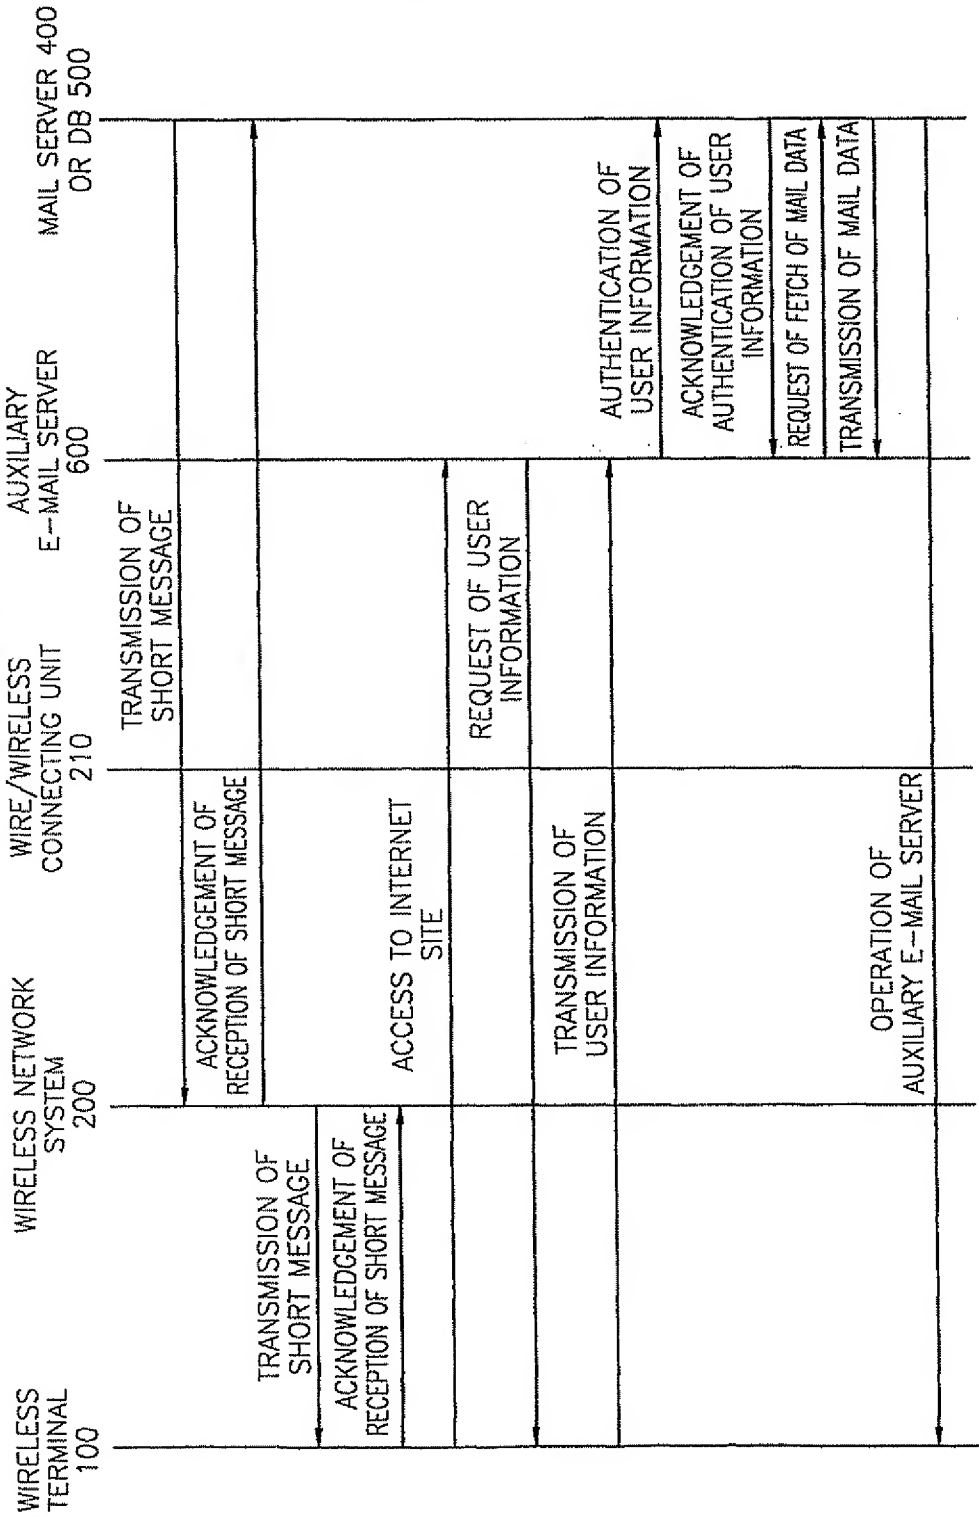 WIRELESS
TERMINAL
100
WIRELESS NETWORK
SYSTEM
200
WIRE/WIRELESS
CONNECTING UNIT
210
AUXILIARY
E-MAIL SERVER
600
MAIL SERVER 400
OR DB 500
TRANSMISSION OF
SHORT MESSAGE
ACKNOWLEDGEMENT OF
RECEPTION OF SHORT MESSAGE
TRANSMISSION OF
SHORT MESSAGE
ACKNOWLEDGEMENT OF
RECEPTION OF SHORT MESSAGE
ACCESS TO INTERNET
SITE
REQUEST OF USER
INFORMATION
TRANSMISSION OF
USER INFORMATION
AUTHENTICATION OF
USER INFORMATION
ACKNOWLEDGEMENT OF
AUTHENTICATION OF USER
INFORMATION
REQUEST OF FETCH OF MAIL DATA
TRANSMISSION OF MAIL DATA
OPERATION OF
AUXILIARY E-MAIL SERVER